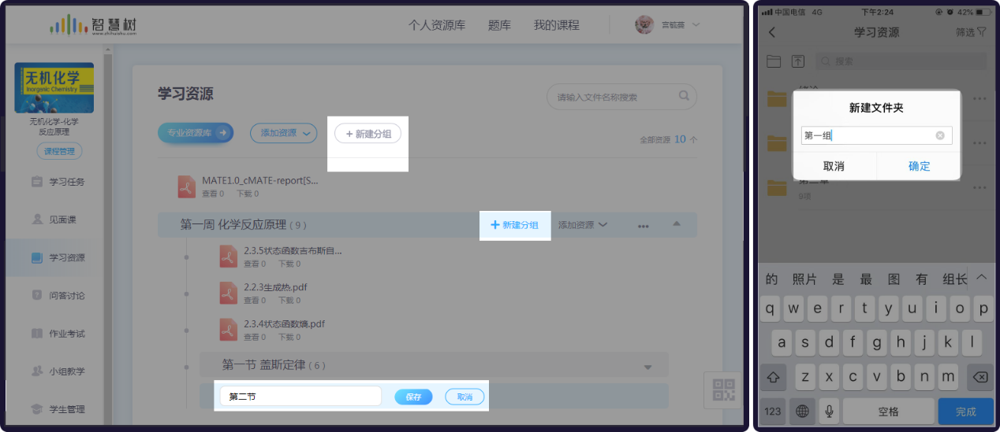 智慧树
www.zhihuishu.com
个人资源库 题库 我的课程
无机化学
Inorganic Chemistry
无机化学-化学
反应原理
课程管理
学习任务
见面课
学习资源
问答讨论
作业考试
小组教学
学生管理
学习资源
请输入文件名称搜索
专业资源库
添加资源
+ 新建分组
全部资源 10 个
MATE1.0_cMATE-report[S...
查看 0 下载 0
第一周 化学反应原理 ( 9 )
+ 新建分组
添加资源
•••
2.3.5状态函数吉布斯自...
查看 0 下载 0
2.2.3生成热.pdf
查看 0 下载 0
2.3.4状态函数熵.pdf
查看 0 下载 0
第一节 盖斯定律 ( 6 )
第二节
保存
取消
中国电信 4G
下午2:24
42%
学习资源
筛选
搜索
新建文件夹
第一组
取消
确定
0项
的 照片 是 最 图 有 组长
q w e r t y u i o p
a s d f g h j k l
z x c v b n m
123
空格
完成